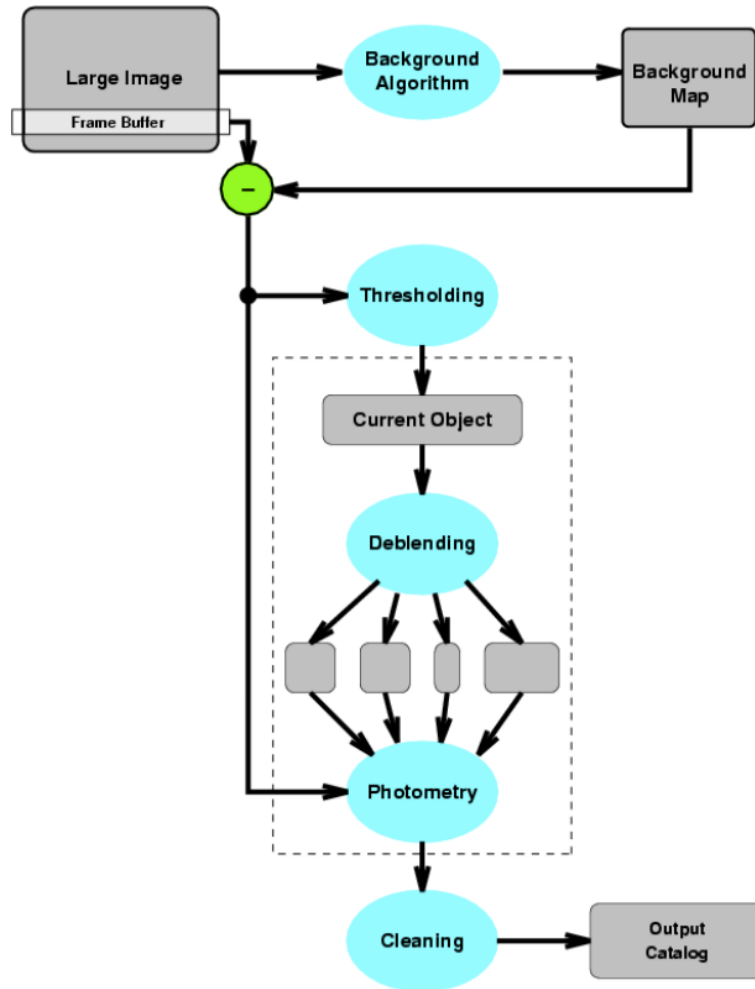 Large Image
Frame Buffer
Background
Algorithm
Background
Map
–
Thresholding
Current Object
Deblending
Photometry
Cleaning
Output
Catalog